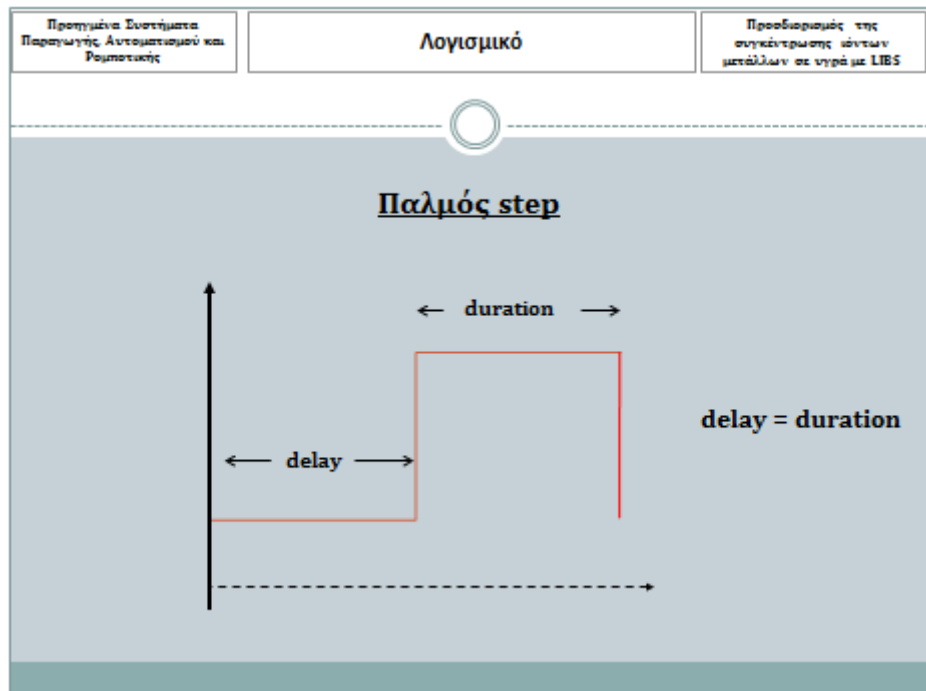 Προηγμένα Συστήματα
Παραγωγής, Αυτοματισμού και
Ρομποτικής
Λογισμικό
Προσδιορισμός της
συγκέντρωσης ιόντων
μετάλλων σε υγρά με LIBS
Παλμός step
duration
delay = duration
delay